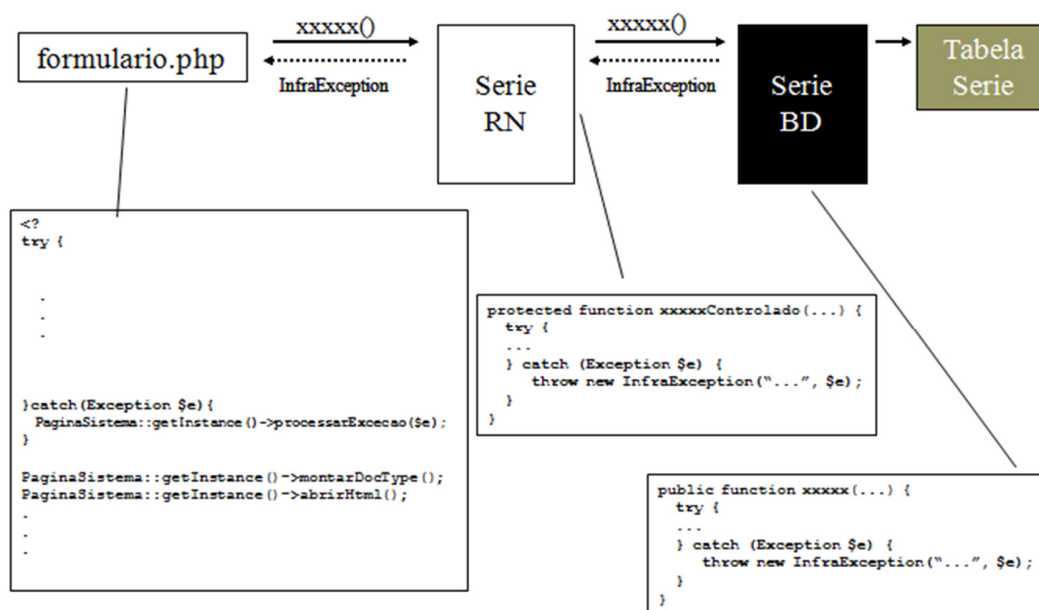 formulario.php
xxxxx()
InfraException
Serie
RN
xxxxx()
InfraException
Serie
BD
Tabela
Serie
<?
try {
.
.
.
}catch(Exception $e){
PaginaSistema::getInstance()->processarExcecao($e);
}
PaginaSistema::getInstance()->montarDocType();
PaginaSistema::getInstance()->abrirHtml();
.
.
.
protected function xxxxxControlado(...) {
try {
...
} catch (Exception $e) {
throw new InfraException(“...”, $e);
}
}
public function xxxxx(...) {
try {
...
} catch (Exception $e) {
throw new InfraException(“...”, $e);
}
}